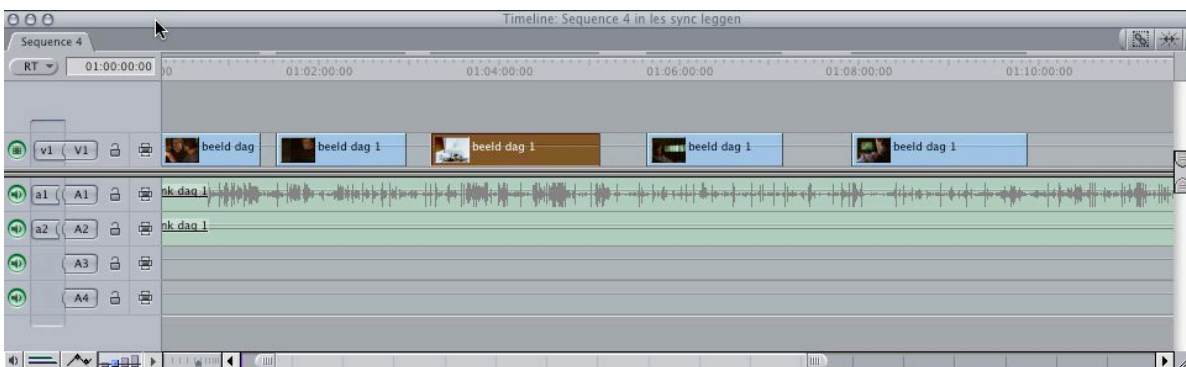 Timeline: Sequence 4 in les sync leggen
Sequence 4
RT 01:00:00:00 00 01:02:00:00 01:04:00:00 01:06:00:00 01:08:00:00 01:10:00:00
v1 V1 beeld dag beeld dag 1 beeld dag 1 beeld dag 1 beeld dag 1
a1 A1 nk dag 1
a2 A2 nk dag 1
A3
A4